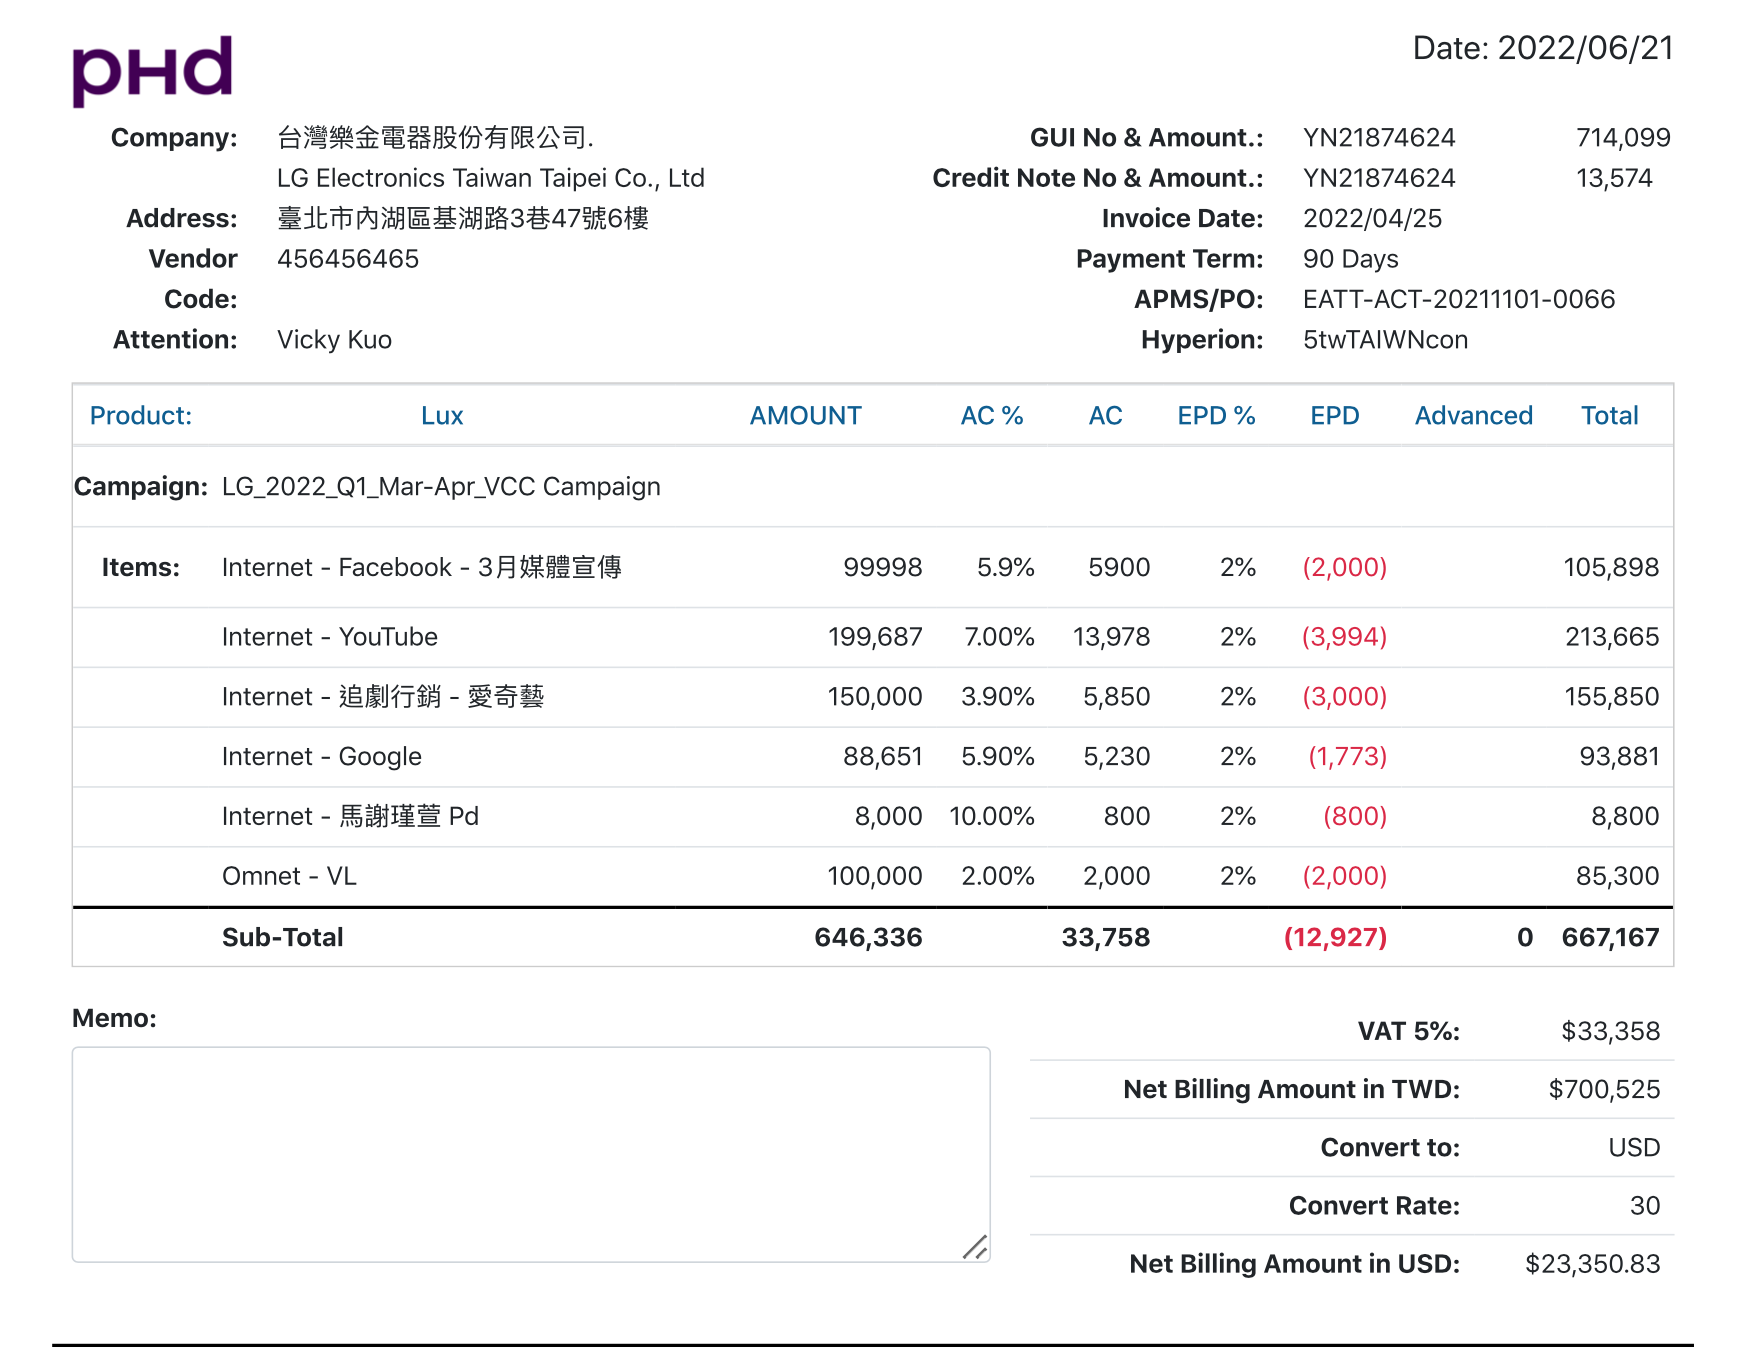 pHd
Date: 2022/06/21
Company: 台灣樂金電器股份有限公司.
LG Electronics Taiwan Taipei Co., Ltd
Address: 臺北市內湖區基湖路3巷47號6樓
Vendor Code: 456456465
Attention: Vicky Kuo
GUI No & Amount.: YN21874624 714,099
Credit Note No & Amount.: YN21874624 13,574
Invoice Date: 2022/04/25
Payment Term: 90 Days
APMS/PO: EATT-ACT-20211101-0066
Hyperion: 5twTAIWNcon
Product: Lux AMOUNT AC % AC EPD % EPD Advanced Total
Campaign: LG_2022_Q1_Mar-Apr_VCC Campaign
Items: Internet - Facebook - 3月媒體宣傳 99998 5.9% 5900 2% (2,000) 105,898
Internet - YouTube 199,687 7.00% 13,978 2% (3,994) 213,665
Internet - 追劇行銷 - 愛奇藝 150,000 3.90% 5,850 2% (3,000) 155,850
Internet - Google 88,651 5.90% 5,230 2% (1,773) 93,881
Internet - 馬謝瑾萱 Pd 8,000 10.00% 800 2% (800) 8,800
Omnet - VL 100,000 2.00% 2,000 2% (2,000) 85,300
Sub-Total 646,336 33,758 (12,927) 0 667,167
Memo:
VAT 5%: $33,358
Net Billing Amount in TWD: $700,525
Convert to: USD
Convert Rate: 30
Net Billing Amount in USD: $23,350.83